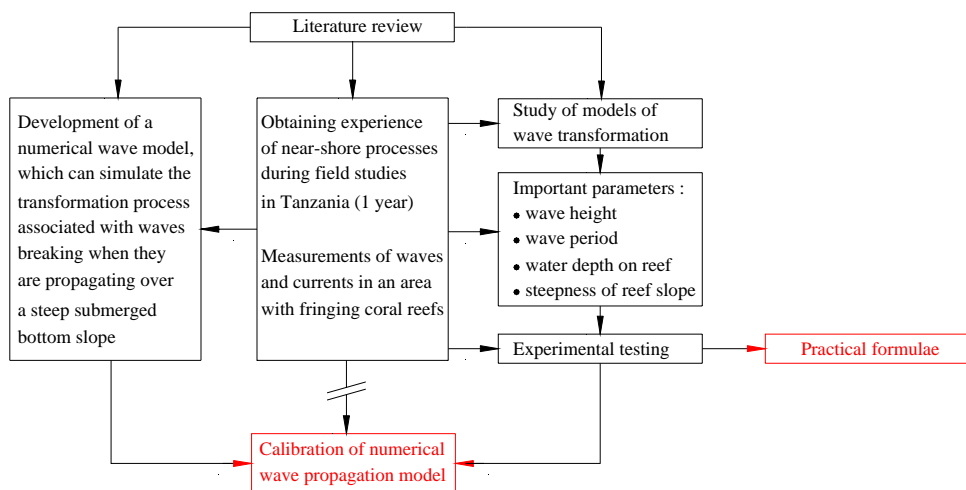 Literature review
Development of a
numerical wave model,
which can simulate the
transformation process
associated with waves
breaking when they
are propagating over
a steep submerged
bottom slope
Obtaining experience
of near-shore processes
during field studies
in Tanzania (1 year)
Measurements of waves
and currents in an area
with fringing coral reefs
Study of models of
wave transformation
Important parameters :
• wave height
• wave period
• water depth on reef
• steepness of reef slope
Experimental testing
Practical formulae
Calibration of numerical
wave propagation model